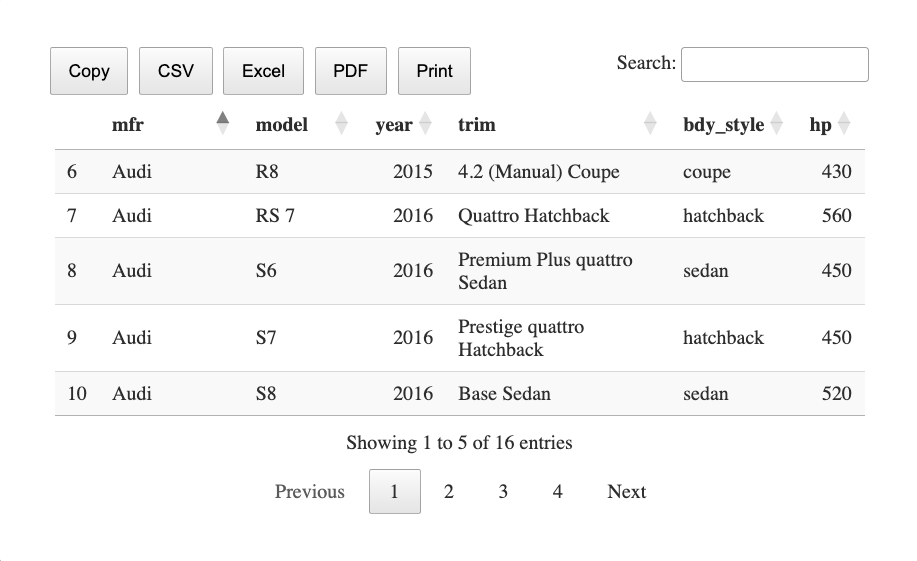 Copy CSV Excel PDF Print Search:
mfr model year trim bdy_style hp
6 Audi R8 2015 4.2 (Manual) Coupe coupe 430
7 Audi RS 7 2016 Quattro Hatchback hatchback 560
8 Audi S6 2016 Premium Plus quattro Sedan sedan 450
9 Audi S7 2016 Prestige quattro Hatchback hatchback 450
10 Audi S8 2016 Base Sedan sedan 520
Showing 1 to 5 of 16 entries
Previous 1 2 3 4 Next